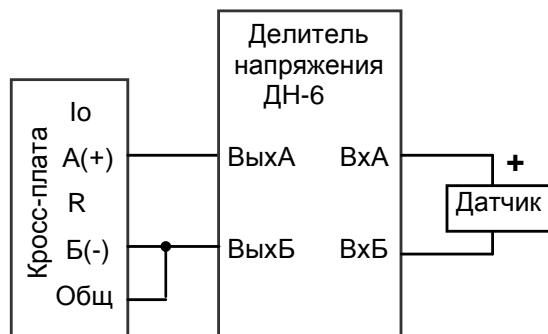 Делитель
напряжения
ДН-6
Кросс-плата
Io
А(+)
R
Б(-)
Общ
ВыхА
ВхА
ВыхБ
ВхБ
+
Датчик